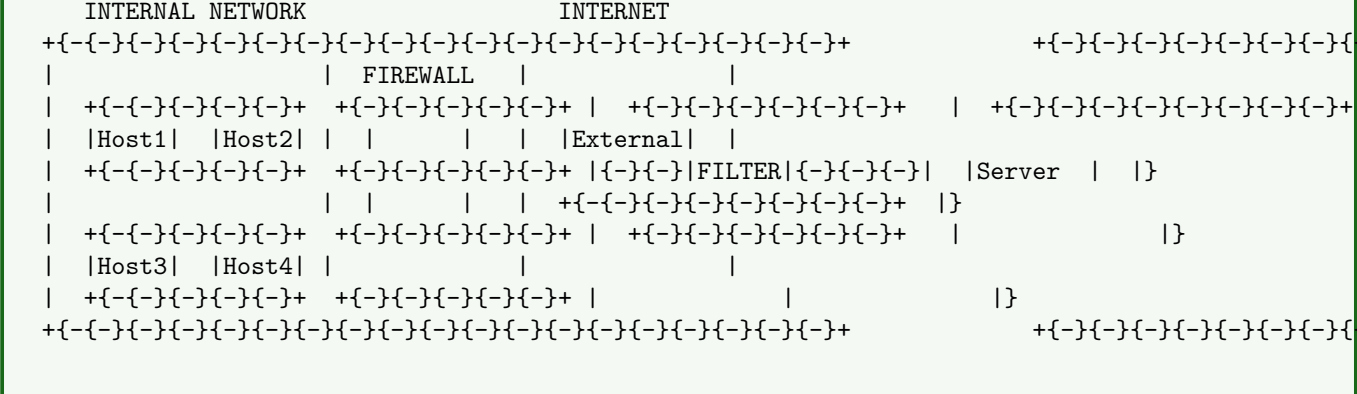 INTERNAL NETWORK INTERNET
+{-{-}{-}{-}{-}{-}{-}{-}{-}{-}{-}{-}{-}{-}{-}{-}{-}{-}{-}+ +{-}{-}{-}{-}{-}{-}{
| | FIREWALL | |
| +{-{-}{-}{-}{-}+ +{-}{-}{-}{-}{-}+ | +{-}{-}{-}{-}{-}{-}+ | +{-}{-}{-}{-}{-}{-}{-}{-}+
| |Host1| |Host2| | | | | |External| |
| +{-{-}{-}{-}{-}+ +{-}{-}{-}{-}{-}+ |{-}{-}|FILTER|{-}{-}{-}| |Server | |}
| | | | | +{-{-}{-}{-}{-}{-}{-}{-}+ |}
| +{-{-}{-}{-}{-}+ +{-}{-}{-}{-}{-}+ | +{-}{-}{-}{-}{-}{-}+ | |}
| |Host3| |Host4| | | |
| +{-{-}{-}{-}{-}+ +{-}{-}{-}{-}{-}+ | | |}
+{-{-}{-}{-}{-}{-}{-}{-}{-}{-}{-}{-}{-}{-}{-}{-}{-}{-}{-}+ +{-}{-}{-}{-}{-}{-}{